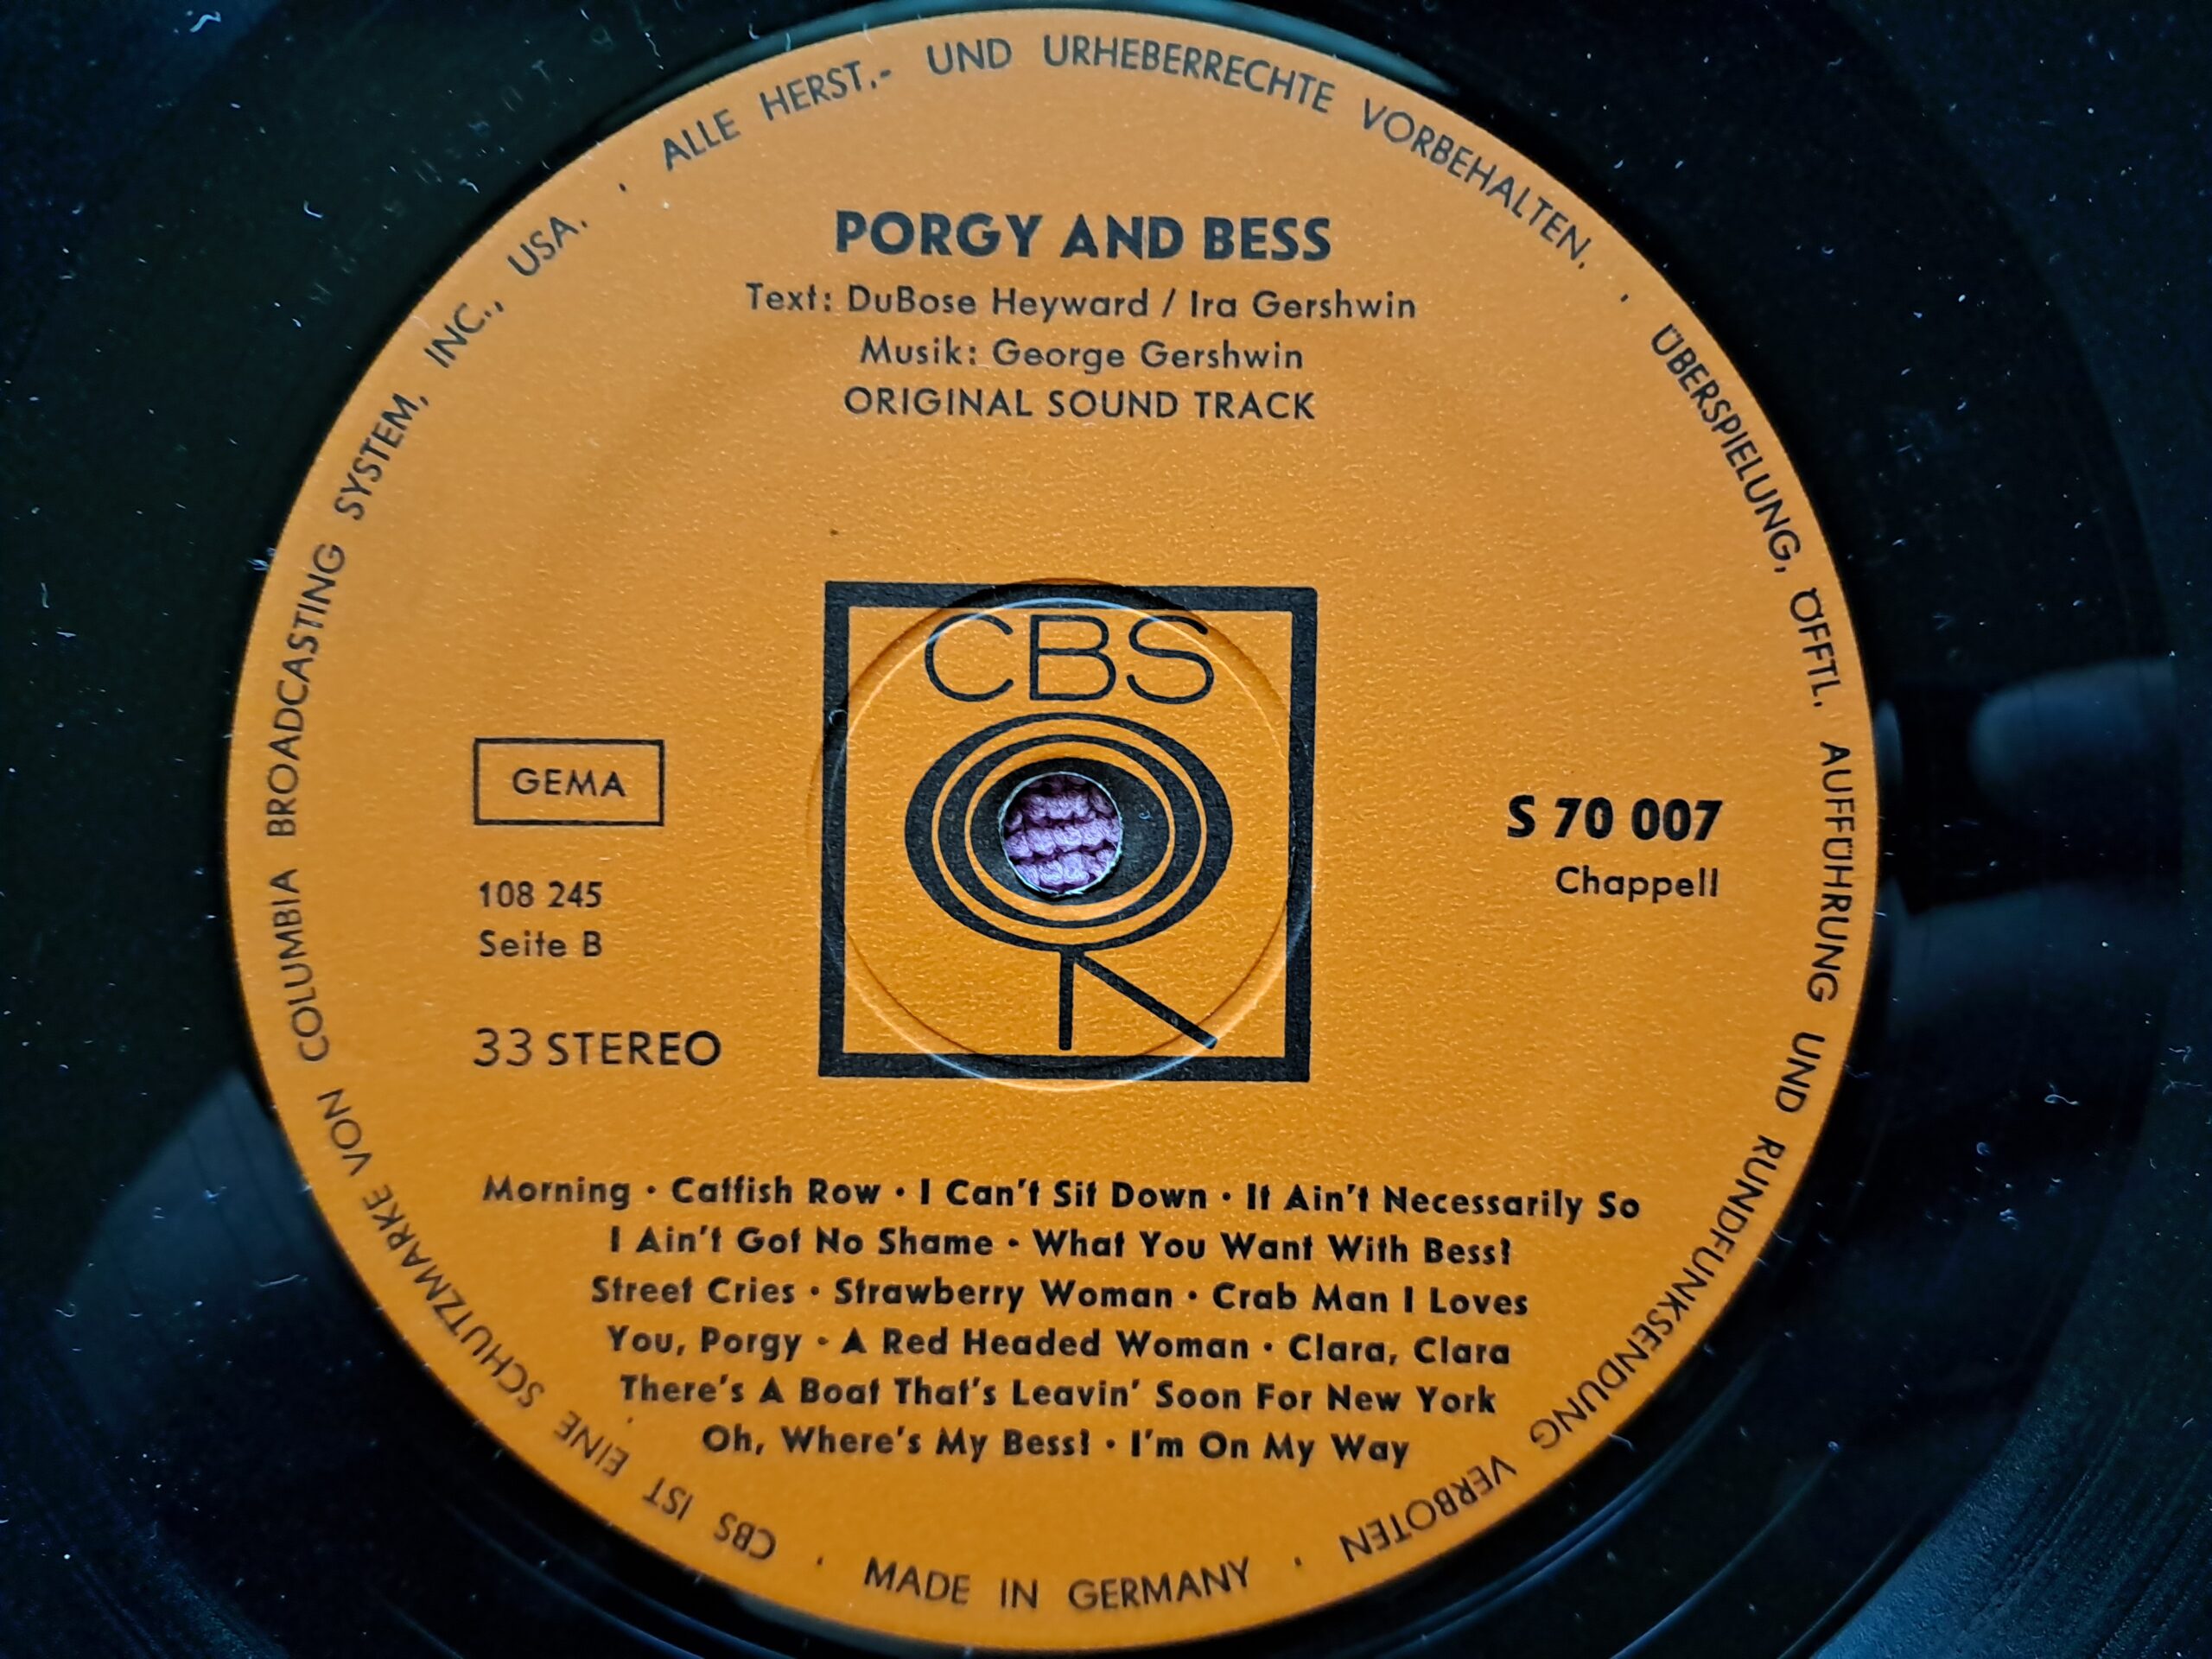 ALLE HERST.- UND URHEBERRECHTE VORBEHALTEN. · ÜBERSPIELUNG, ÖFFTL. AUFFÜHRUNG UND RUNDFUNKSENDUNG VERBOTEN · MADE IN GERMANY · CBS IST EINE SCHUTZMARKE VON COLUMBIA BROADCASTING SYSTEM, INC., USA. ·
PORGY AND BESS
Text: DuBose Heyward / Ira Gershwin
Musik: George Gershwin
ORIGINAL SOUND TRACK
CBS
GEMA
108 245
Seite B
33 STEREO
S 70 007
Chappell
Morning · Catfish Row · I Can't Sit Down · It Ain't Necessarily So
I Ain't Got No Shame · What You Want With Bess?
Street Cries · Strawberry Woman · Crab Man I Loves
You, Porgy · A Red Headed Woman · Clara, Clara
There's A Boat That's Leavin' Soon For New York
Oh, Where's My Bess? · I'm On My Way